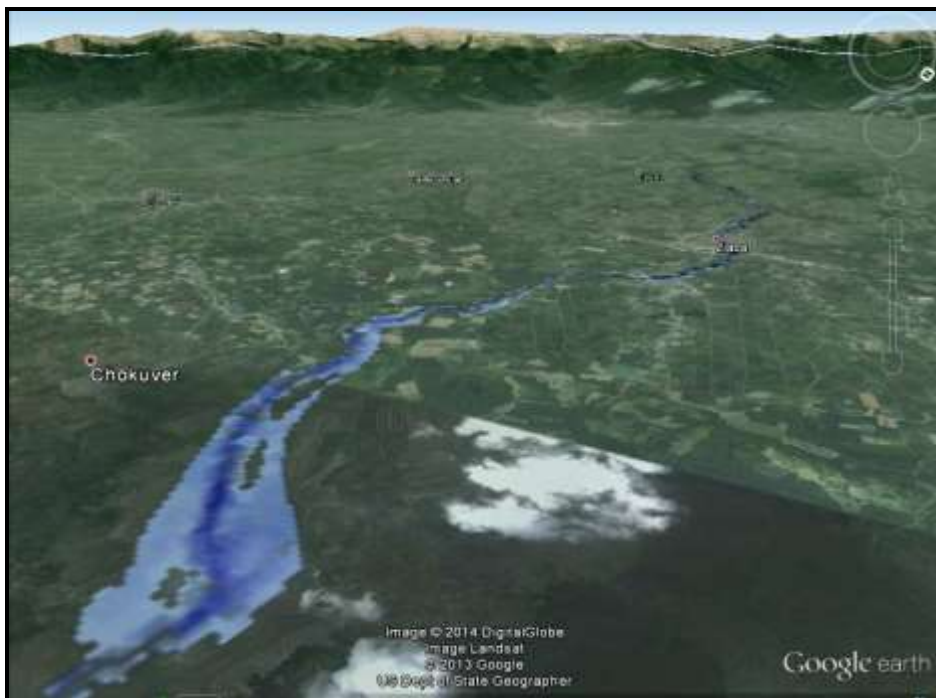 Chokuver
Image © 2014 DigitalGlobe
Image Landsat
© 2013 Google
US Dept of State Geographer
Google earth